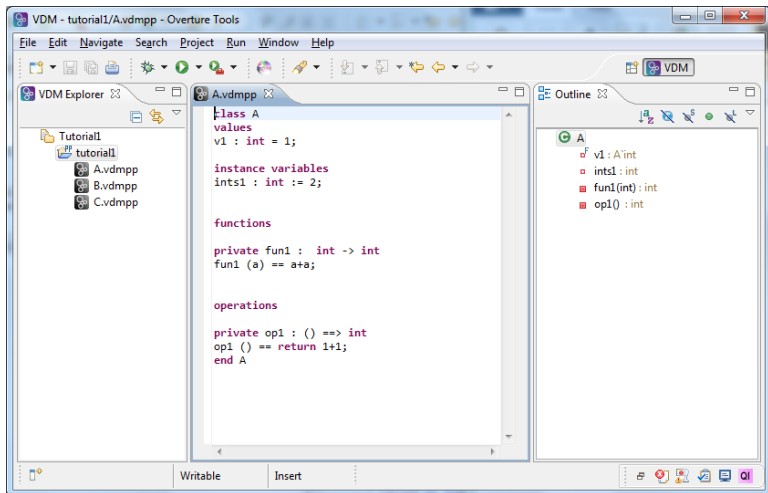 VDM - tutorial1/A.vdmpp - Overture Tools
File Edit Navigate Search Project Run Window Help
VDM
VDM Explorer
Tutorial1
tutorial1
A.vdmpp
B.vdmpp
C.vdmpp
A.vdmpp
class A
values
v1 : int = 1;
instance variables
ints1 : int := 2;
functions
private fun1 :  int -> int
fun1 (a) == a+a;
operations
private op1 : () ==> int
op1 () == return 1+1;
end A
Outline
A
v1 : A`int
ints1 : int
fun1(int) : int
op1() : int
Writable Insert
QI